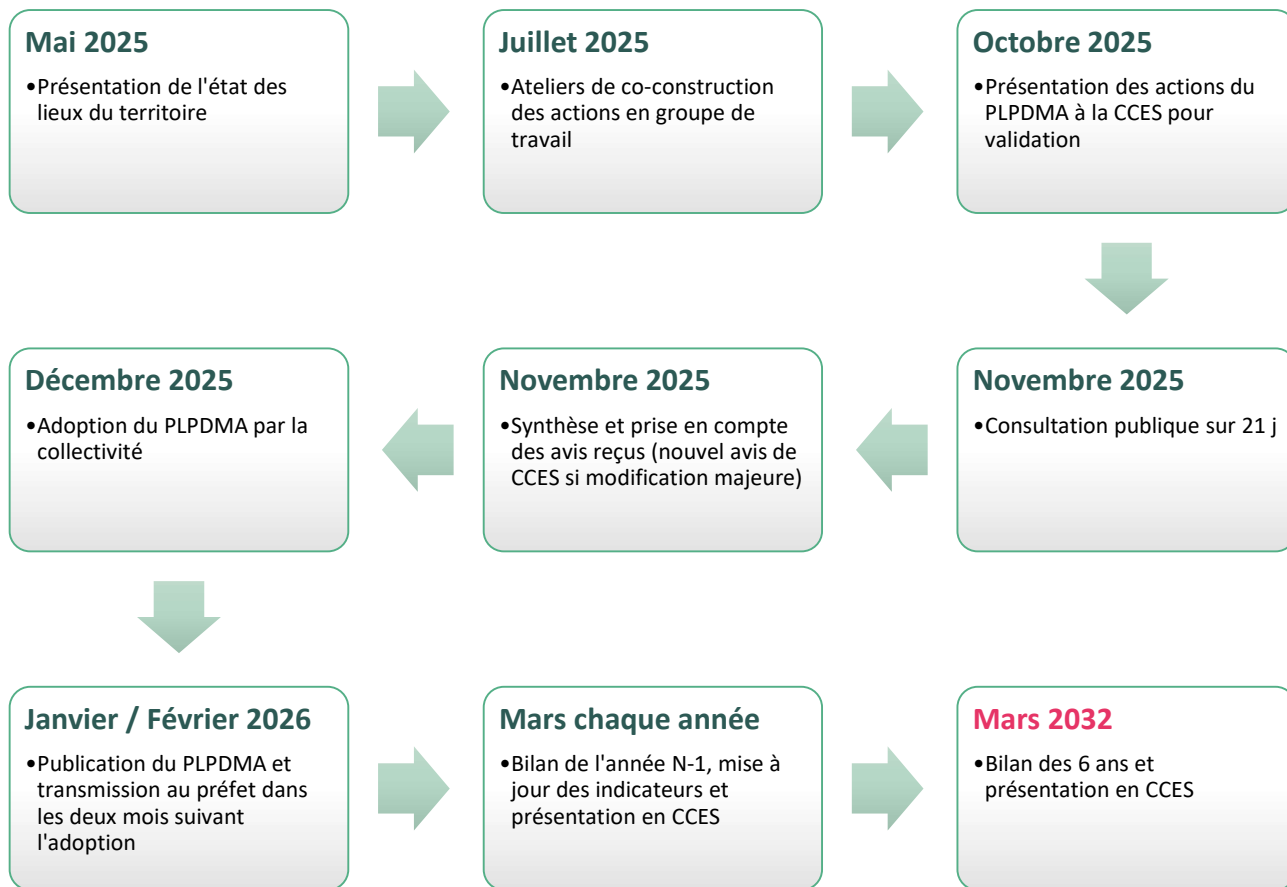 Mai 2025
•Présentation de l'état des
lieux du territoire
Juillet 2025
•Ateliers de co-construction
des actions en groupe de
travail
Octobre 2025
•Présentation des actions du
PLPDMA à la CCES pour
validation
Novembre 2025
•Consultation publique sur 21 j
Novembre 2025
•Synthèse et prise en compte
des avis reçus (nouvel avis de
CCES si modification majeure)
Décembre 2025
•Adoption du PLPDMA par la
collectivité
Janvier / Février 2026
•Publication du PLPDMA et
transmission au préfet dans
les deux mois suivant
l'adoption
Mars chaque année
•Bilan de l'année N-1, mise à
jour des indicateurs et
présentation en CCES
Mars 2032
•Bilan des 6 ans et
présentation en CCES